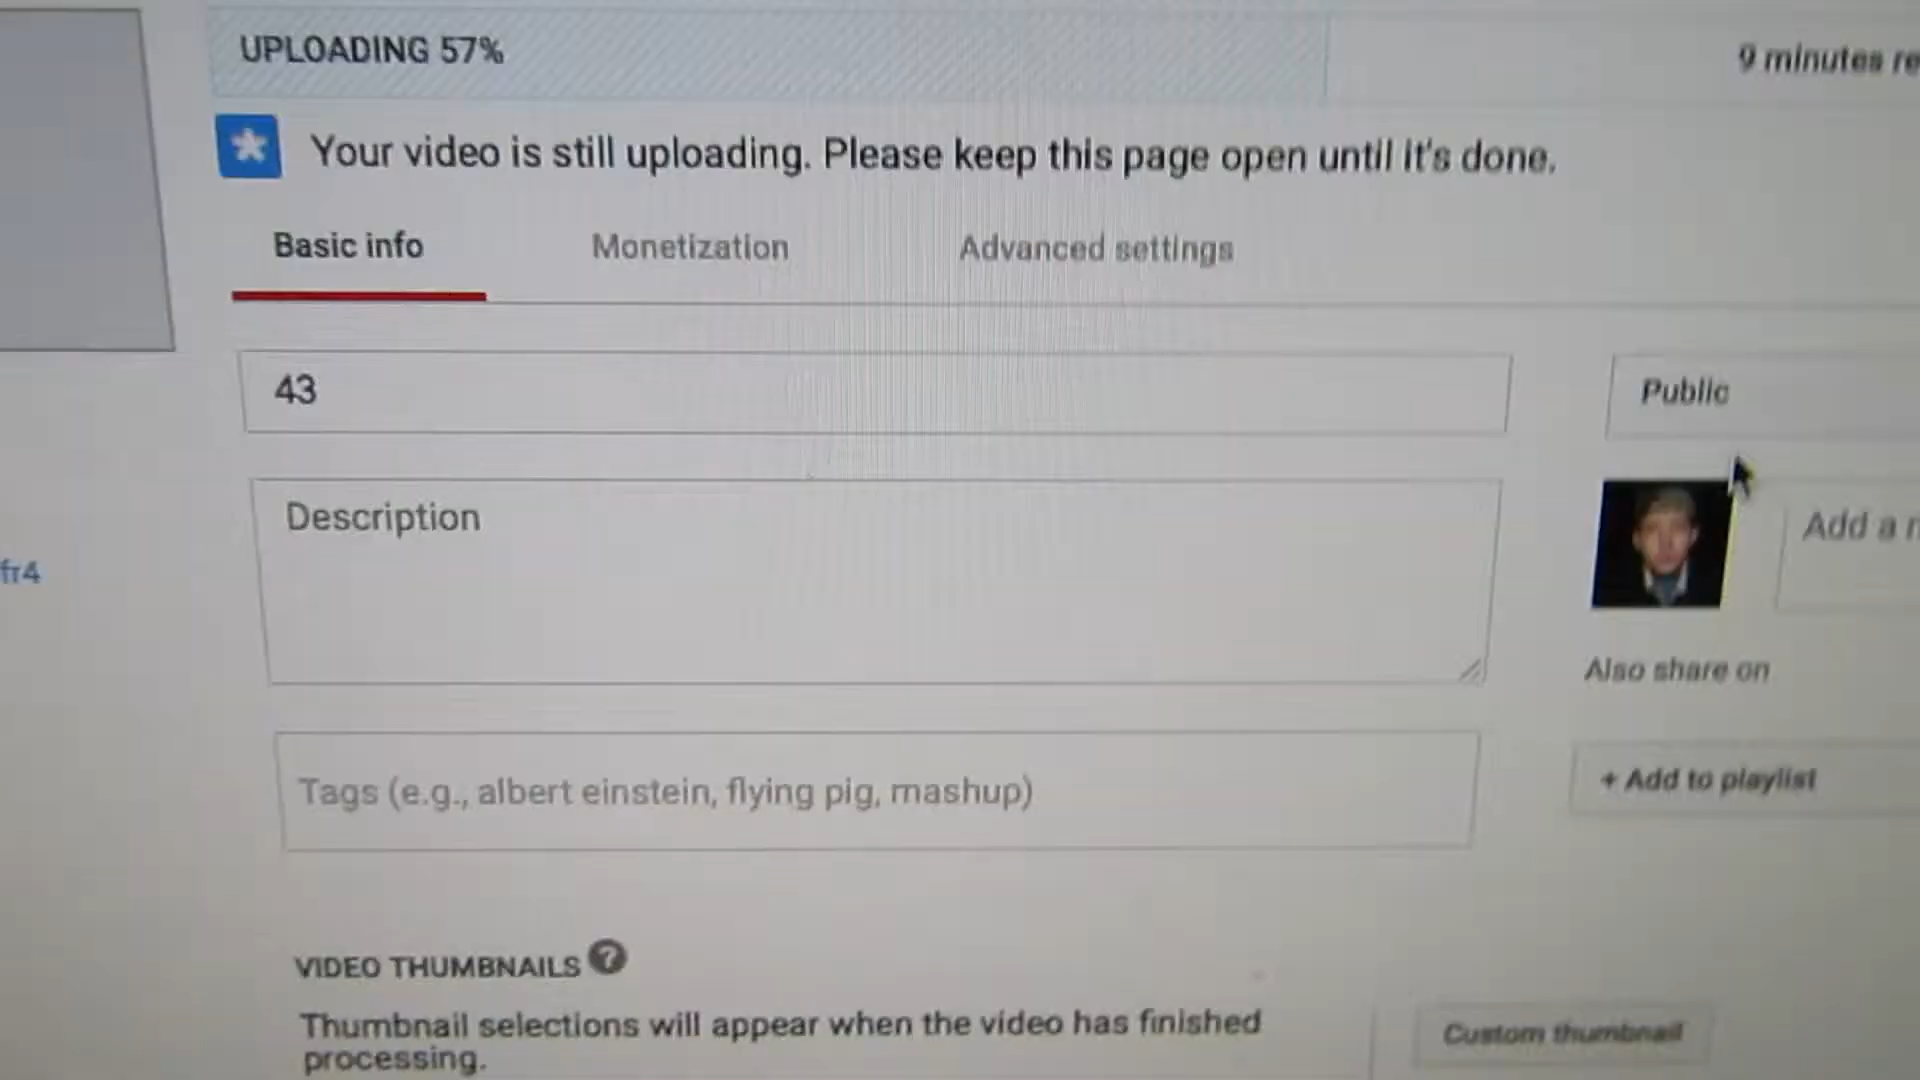 UPLOADING 57%
9 minutes
Your video is still uploading. Please keep this page open until it's done.
Basic info
Monetization
Advanced settings
43
Public
Description
Add a
fr4
Also share on
Tags (e.g., albert einstein, flying pig, mashup)
+ Add to playlist
VIDEO THUMBNAILS ?
Thumbnail selections will appear when the video has finished
processing.
Custom thumbnail